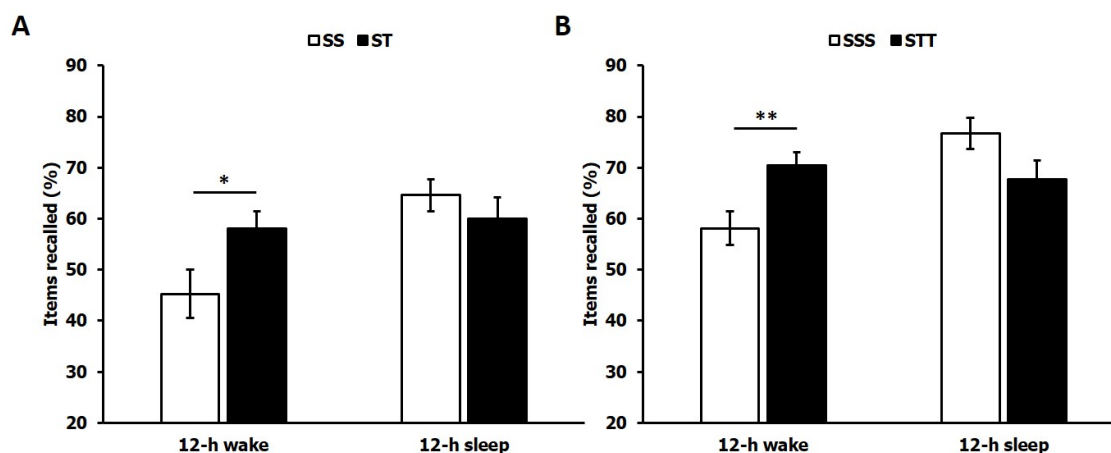 A
SS ST
90
80
70
60
50
40
30
20
Items recalled (%)
*
12-h wake 12-h sleep
B
SSS STT
90
80
70
60
50
40
30
20
Items recalled (%)
**
12-h wake 12-h sleep